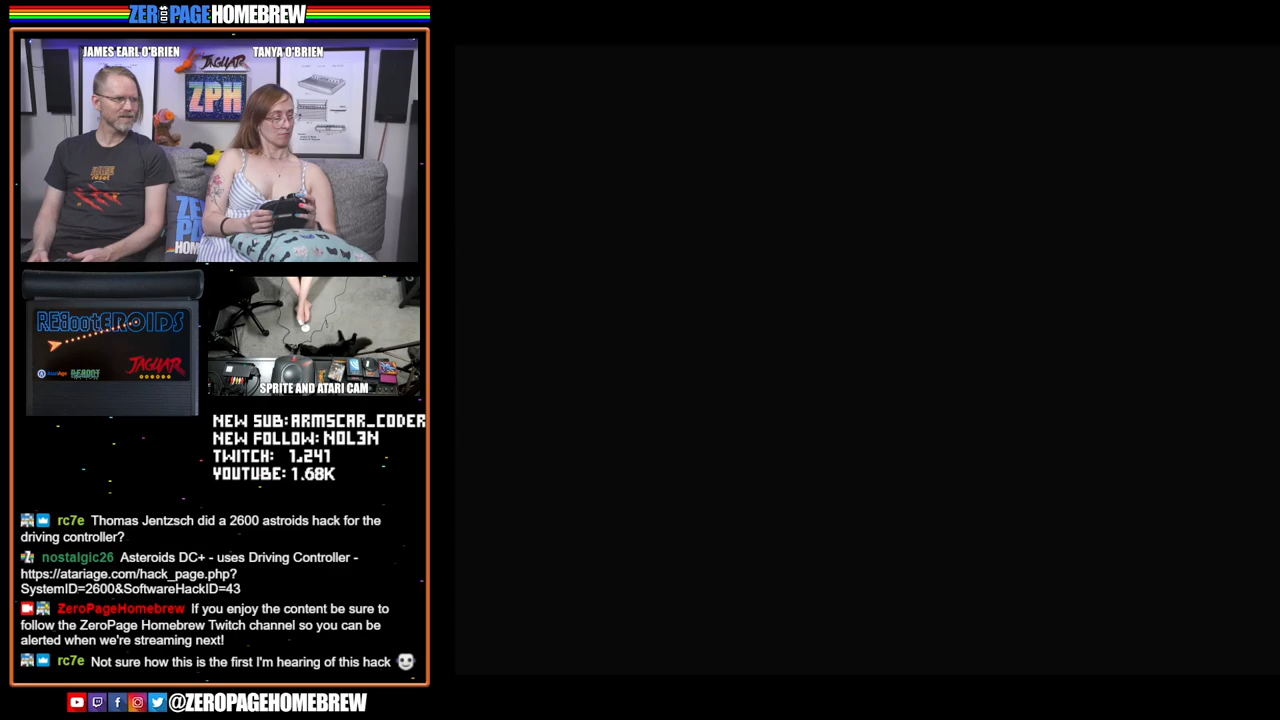 ZEROPAGE HOMEBREW
JAMES EARL O'BRIEN
TANYA O'BRIEN
JAGUAR
ZPH
REBooteROIDS
AtariAge
REBOOT
JAGUAR
SPRITE AND ATARI CAM
NEW SUB: ARMSCAR_CODER
NEW FOLLOW: NOL3N
TWITCH: 1,241
YOUTUBE: 1.68K
rc7e Thomas Jentzsch did a 2600 astroids hack for the
driving controller?
nostalgic26 Asteroids DC+ - uses Driving Controller -
https://atariage.com/hack_page.php?
SystemID=2600&SoftwareHackID=43
ZeroPageHomebrew If you enjoy the content be sure to
follow the ZeroPage Homebrew Twitch channel so you can be
alerted when we're streaming next!
rc7e Not sure how this is the first I'm hearing of this hack
@ZEROPAGEHOMEBREW